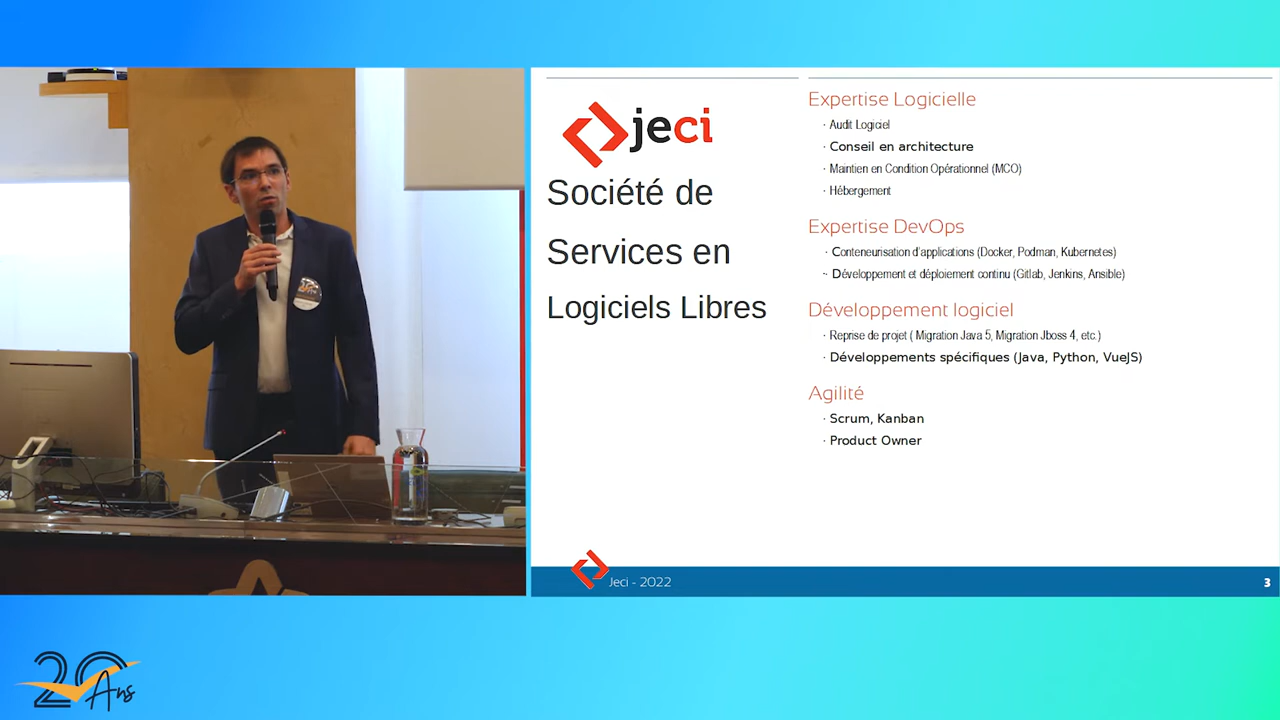 jeci
Société de
Services en
Logiciels Libres
Expertise Logicielle
· Audit Logiciel
· Conseil en architecture
· Maintien en Condition Opérationnel (MCO)
· Hébergement
Expertise DevOps
· Conteneurisation d'applications (Docker, Podman, Kubernetes)
· Développement et déploiement continu (Gitlab, Jenkins, Ansible)
Développement logiciel
· Reprise de projet ( Migration Java 5, Migration Jboss 4, etc.)
· Développements spécifiques (Java, Python, VueJS)
Agilité
· Scrum, Kanban
· Product Owner
Jeci - 2022
3
20
Ans